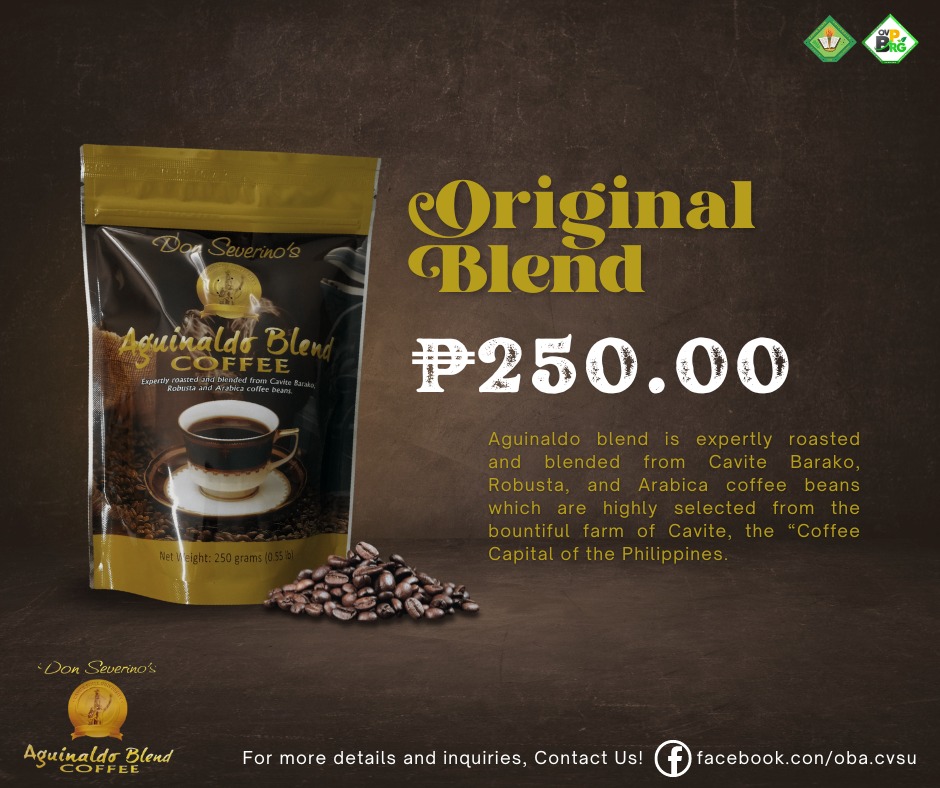 OVP
BRG
Original
Blend
₱250.00
Don Severino's
Aguinaldo Blend
COFFEE
Expertly roasted and blended from Cavite Barako,
Robusta and Arabica coffee beans.
Net Weight: 250 grams (0.55 lb)
Aguinaldo blend is expertly roasted
and blended from Cavite Barako,
Robusta, and Arabica coffee beans
which are highly selected from the
bountiful farm of Cavite, the “Coffee
Capital of the Philippines.
Don Severino's
Aguinaldo Blend
COFFEE
For more details and inquiries, Contact Us! facebook.con/oba.cvsu